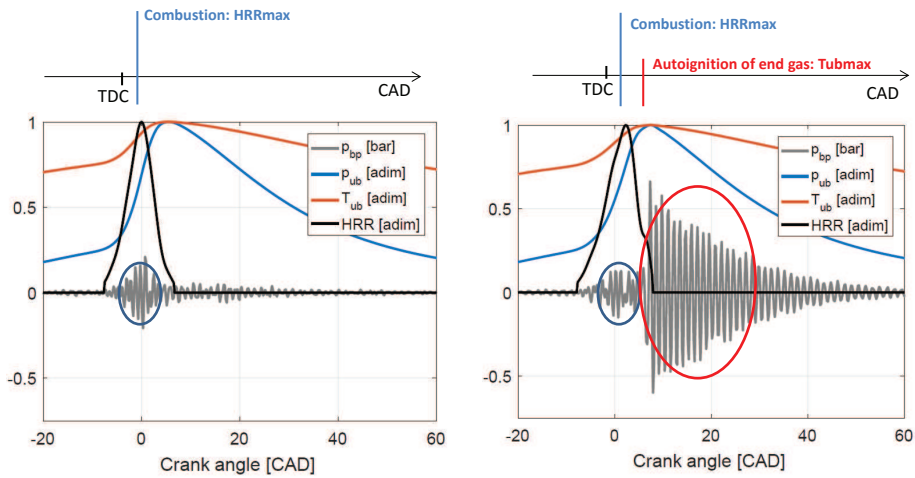 Combustion: HRRmax
TDC
CAD
1
0.5
0
-0.5
-20
0
20
40
60
Crank angle [CAD]
p_bp [bar]
p_ub [adim]
T_ub [adim]
HRR [adim]
Combustion: HRRmax
Autoignition of end gas: Tubmax
TDC
CAD
1
0.5
0
-0.5
-20
0
20
40
60
Crank angle [CAD]
p_bp [bar]
p_ub [adim]
T_ub [adim]
HRR [adim]